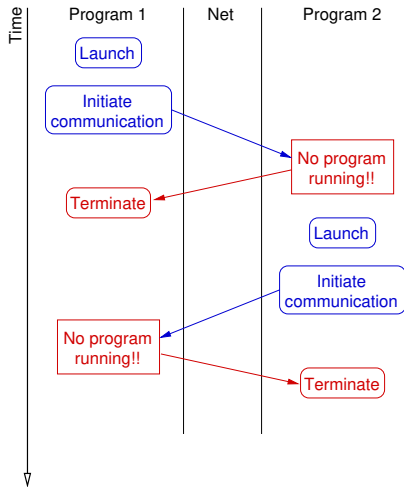 Time
Program 1
Net
Program 2
Launch
Initiate
communication
No program
running!!
Terminate
Launch
Initiate
communication
No program
running!!
Terminate